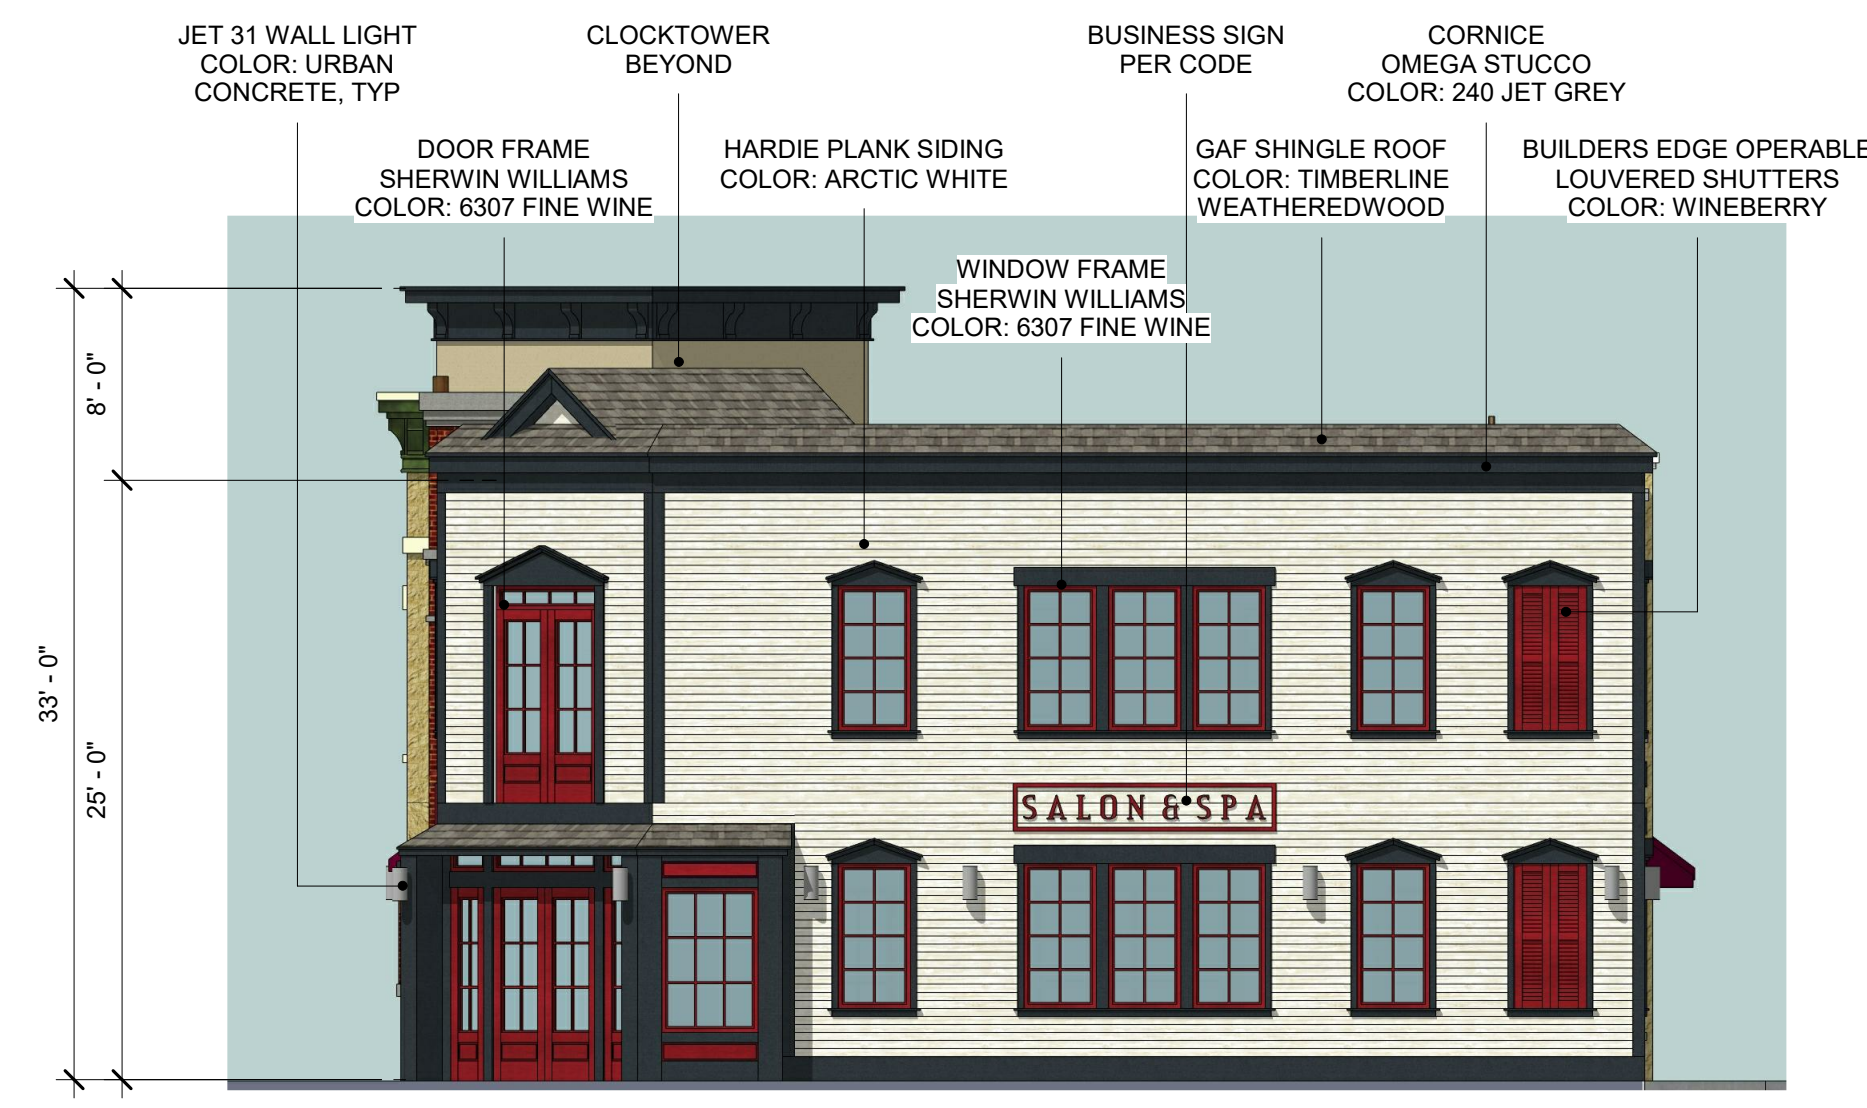 JET 31 WALL LIGHT
COLOR: URBAN
CONCRETE, TYP
CLOCKTOWER
BEYOND
BUSINESS SIGN
PER CODE
CORNICE
OMEGA STUCCO
COLOR: 240 JET GREY
DOOR FRAME
SHERWIN WILLIAMS
COLOR: 6307 FINE WINE
HARDIE PLANK SIDING
COLOR: ARCTIC WHITE
GAF SHINGLE ROOF
COLOR: TIMBERLINE
WEATHEREDWOOD
BUILDERS EDGE OPERABLE
LOUVERED SHUTTERS
COLOR: WINEBERRY
WINDOW FRAME
SHERWIN WILLIAMS
COLOR: 6307 FINE WINE
8' - 0"
33' - 0"
25' - 0"
SALON & SPA